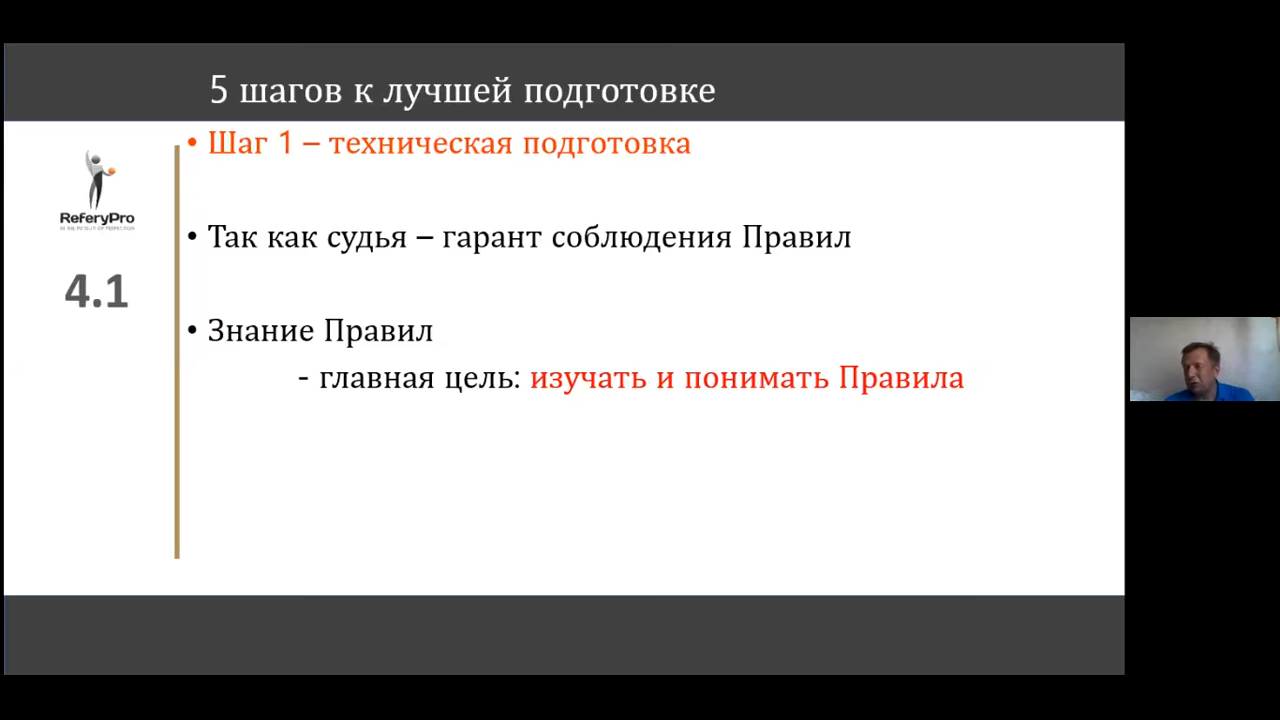 5 шагов к лучшей подготовке
• Шаг 1 – техническая подготовка
ReferyPro
4.1
• Так как судья – гарант соблюдения Правил
• Знание Правил
- главная цель: изучать и понимать Правила